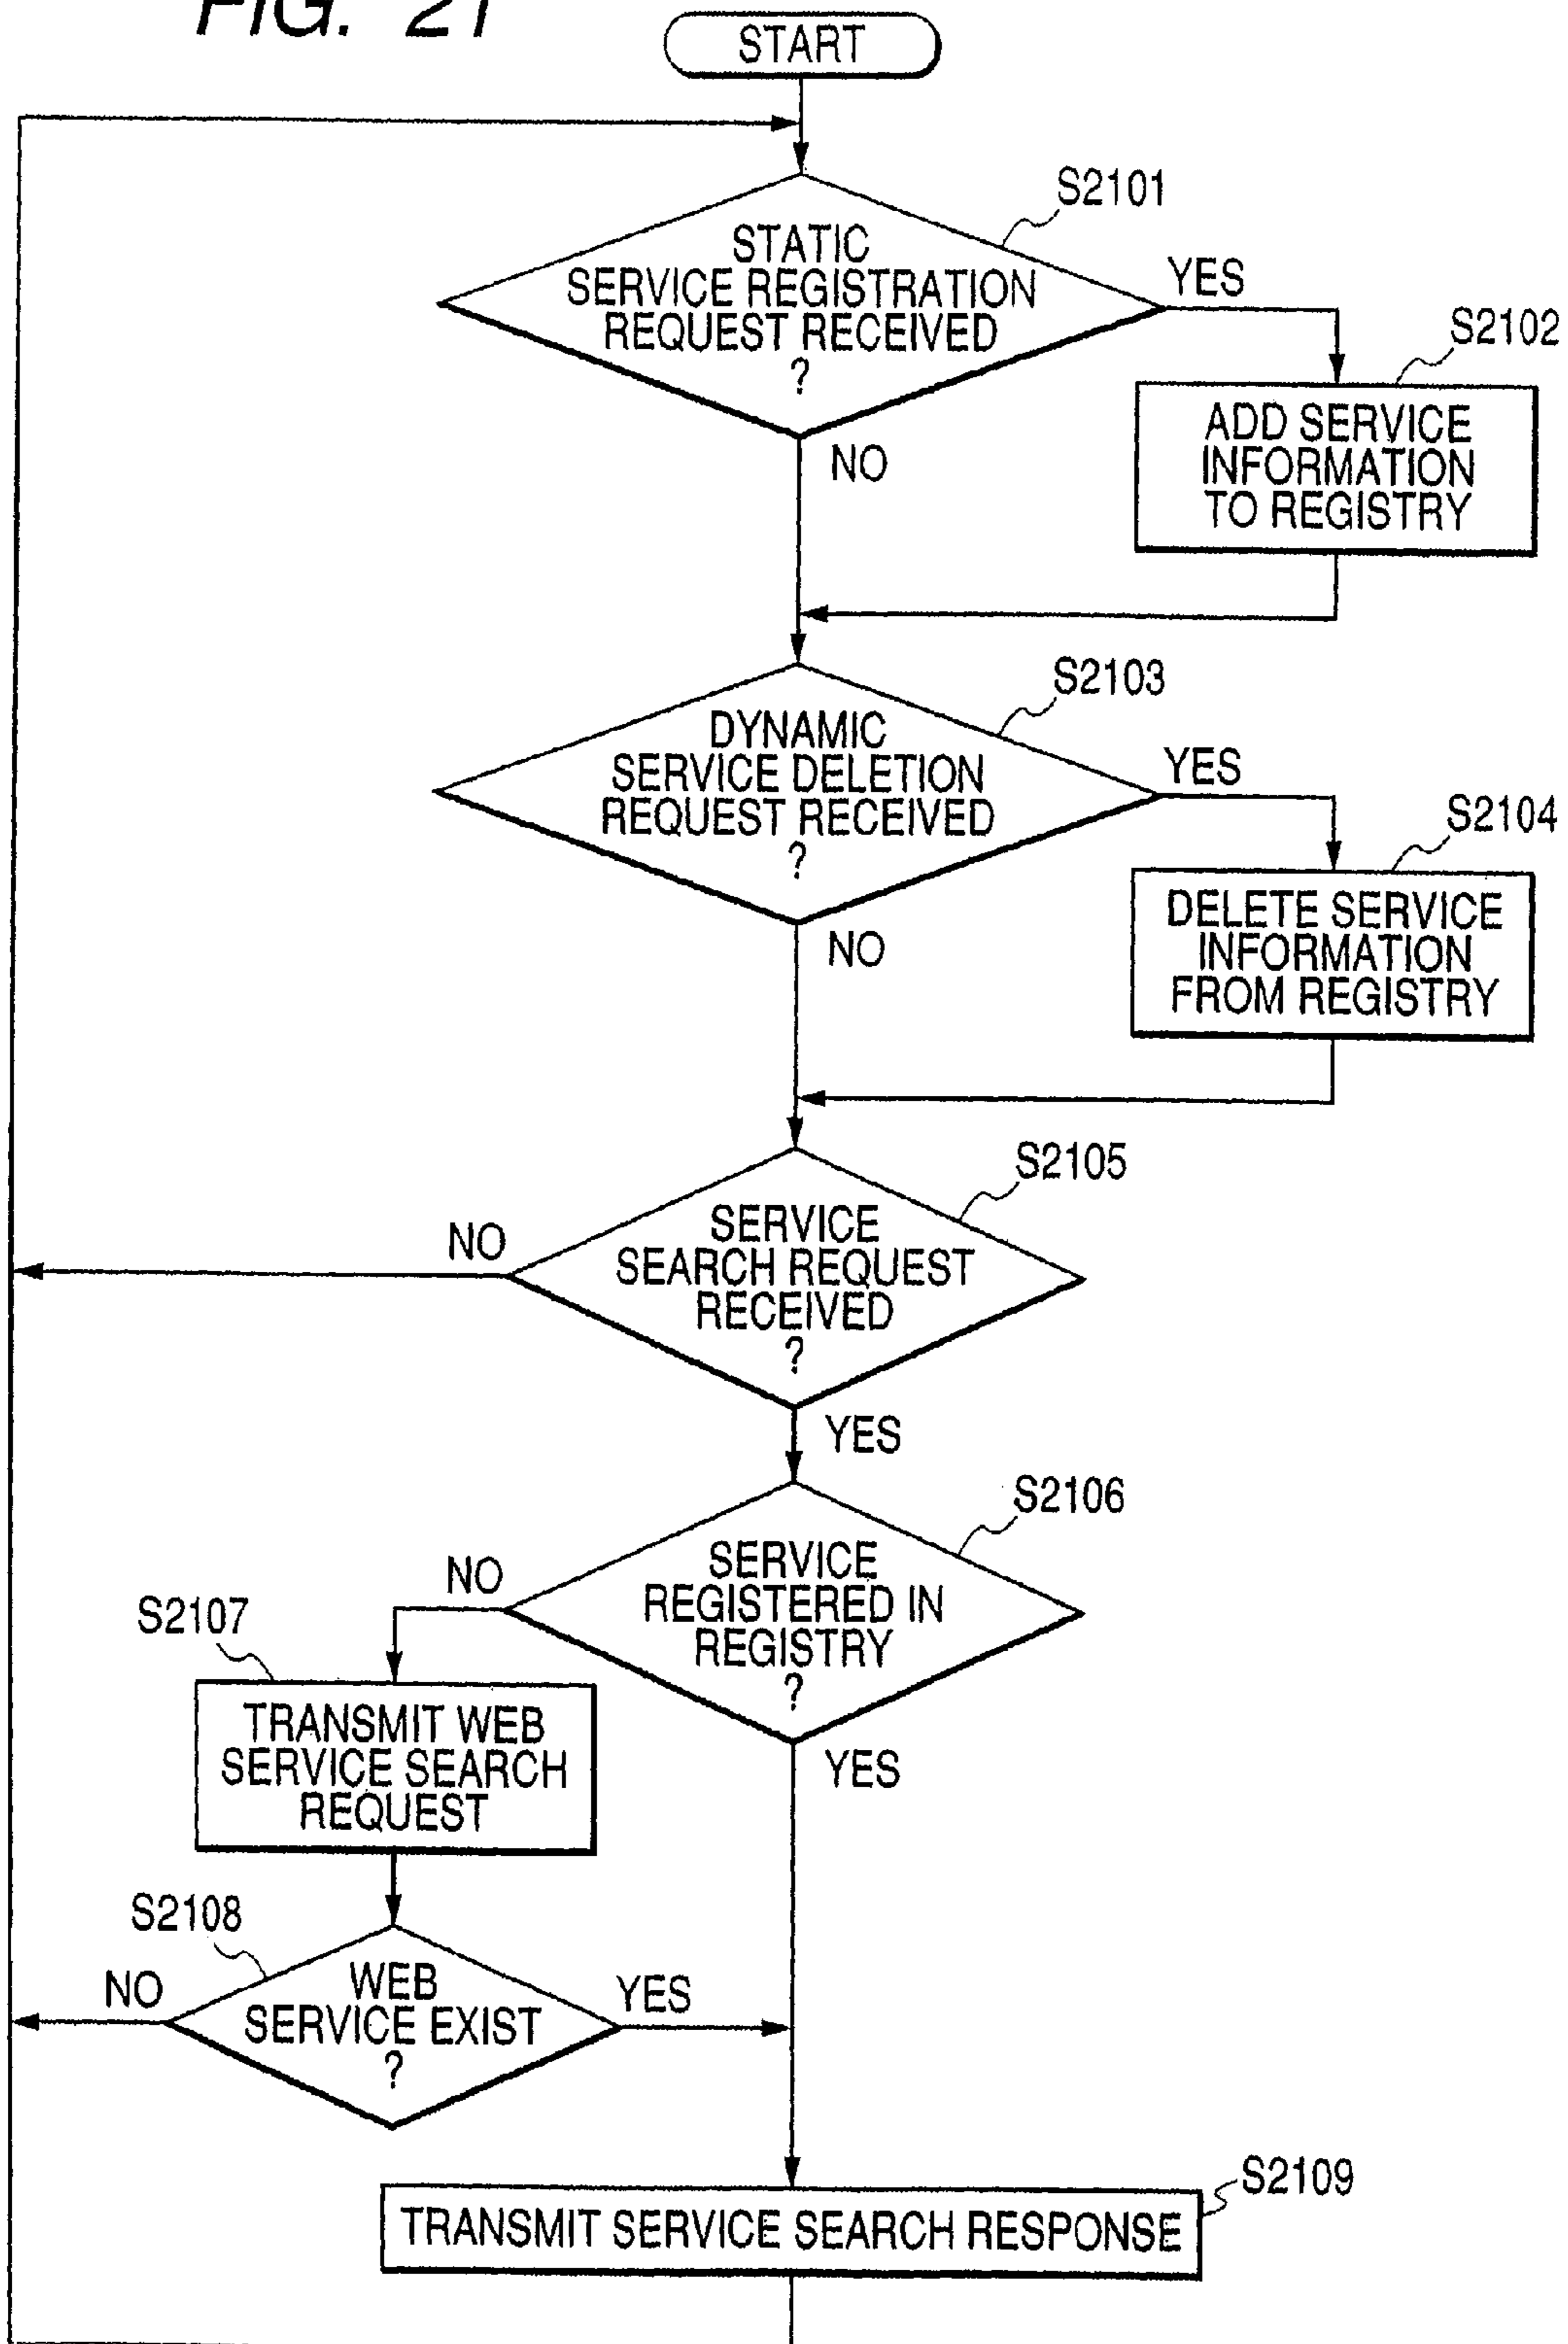 FIG. 21
START
S2101
STATIC
SERVICE REGISTRATION
REQUEST RECEIVED
?
YES
S2102
ADD SERVICE
INFORMATION
TO REGISTRY
NO
S2103
DYNAMIC
SERVICE DELETION
REQUEST RECEIVED
?
YES
S2104
DELETE SERVICE
INFORMATION
FROM REGISTRY
NO
S2105
SERVICE
SEARCH REQUEST
RECEIVED
?
NO
YES
S2106
SERVICE
REGISTERED IN
REGISTRY
?
NO
S2107
TRANSMIT WEB
SERVICE SEARCH
REQUEST
YES
S2108
WEB
SERVICE EXIST
?
NO
YES
S2109
TRANSMIT SERVICE SEARCH RESPONSE